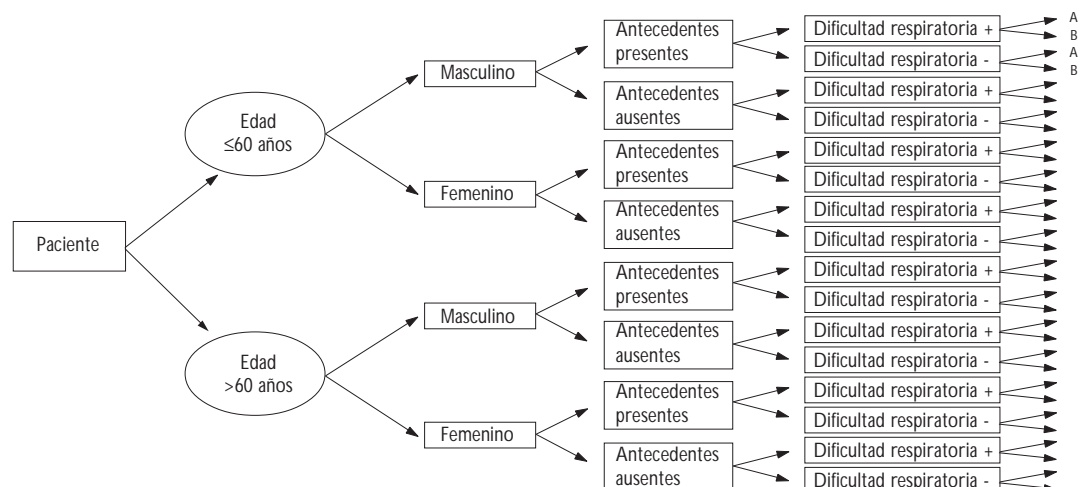 Paciente
Edad
≤60 años
Edad
>60 años
Masculino
Femenino
Masculino
Femenino
Antecedentes
presentes
Antecedentes
ausentes
Antecedentes
presentes
Antecedentes
ausentes
Antecedentes
presentes
Antecedentes
ausentes
Antecedentes
presentes
Antecedentes
ausentes
Dificultad respiratoria +
Dificultad respiratoria -
Dificultad respiratoria +
Dificultad respiratoria -
Dificultad respiratoria +
Dificultad respiratoria -
Dificultad respiratoria +
Dificultad respiratoria -
Dificultad respiratoria +
Dificultad respiratoria -
Dificultad respiratoria +
Dificultad respiratoria -
Dificultad respiratoria +
Dificultad respiratoria -
Dificultad respiratoria +
Dificultad respiratoria -
A
B
A
B